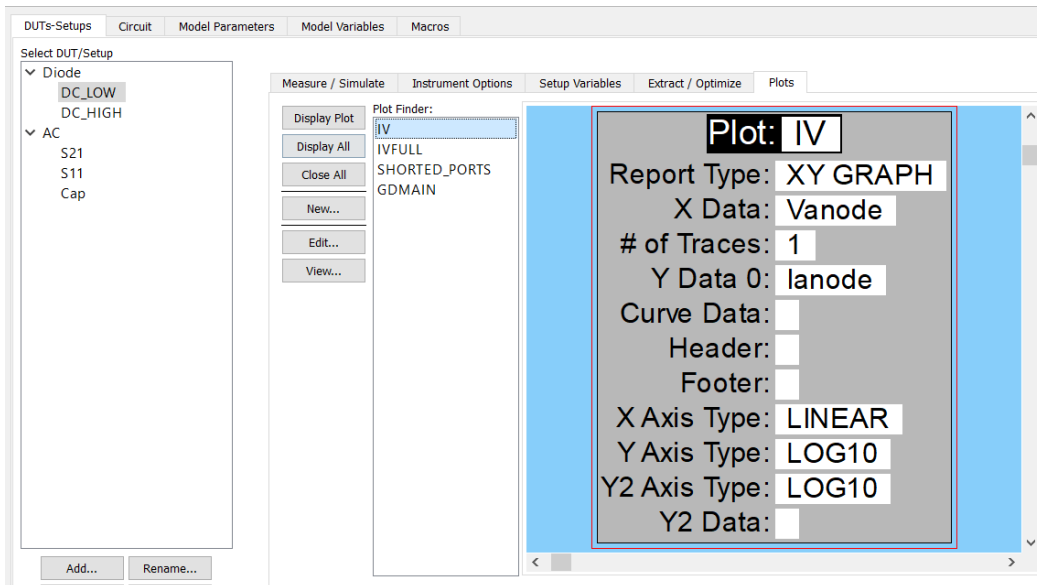 DUTs-Setups Circuit Model Parameters Model Variables Macros
Select DUT/Setup
Diode
DC_LOW
DC_HIGH
AC
S21
S11
Cap
Add... Rename...
Measure / Simulate Instrument Options Setup Variables Extract / Optimize Plots
Display Plot
Display All
Close All
New...
Edit...
View...
Plot Finder:
IV
IVFULL
SHORTED_PORTS
GDMAIN
Plot: IV
Report Type: XY GRAPH
X Data: Vanode
# of Traces: 1
Y Data 0: Ianode
Curve Data:
Header:
Footer:
X Axis Type: LINEAR
Y Axis Type: LOG10
Y2 Axis Type: LOG10
Y2 Data: